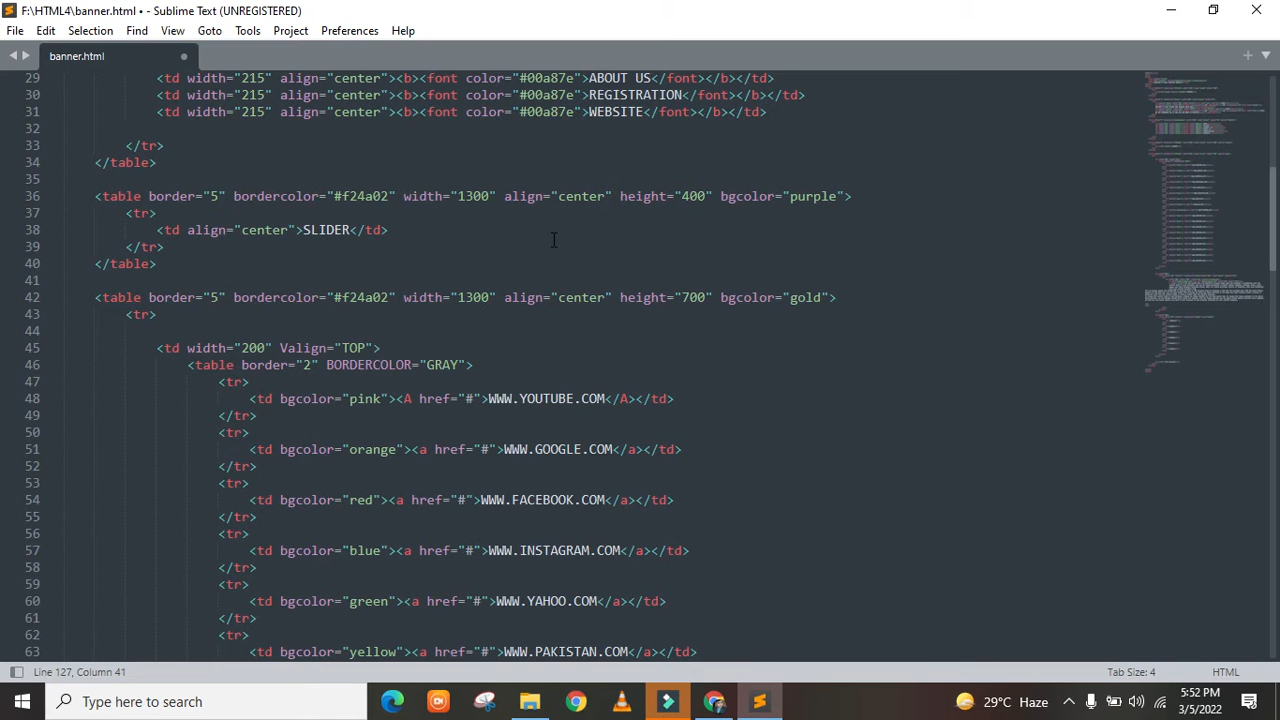 F:\HTML4\banner.html • - Sublime Text (UNREGISTERED)
File Edit Selection Find View Goto Tools Project Preferences Help
banner.html
29 <td width="215" align="center"><b><font color="#00a87e">ABOUT US</font></b></td>
30 <td width="215" align="center"><b><font color="#00a87e">REGISTRATION</font></b></td>
31 <td width="215" align="center"><b><font color="#00a87e">WEBSITE</font></b></td>
32
33 </tr>
34 </table>
35
36 <table border="5" bordercolor="#f24a02" width="1300" align="center" height="400" bgcolor="purple">
37 <tr>
38 <td align="center">SLIDER</td>
39 </tr>
40 </table>
41
42 <table border="5" bordercolor="#f24a02" width="1300" align="center" height="700" bgcolor="gold">
43 <tr>
44
45 <td width="200" Valign="TOP">
46 <table border="2" BORDERCOLOR="GRAY">
47 <tr>
48 <td bgcolor="pink"><A href="#">WWW.YOUTUBE.COM</A></td>
49 </tr>
50 <tr>
51 <td bgcolor="orange"><a href="#">WWW.GOOGLE.COM</a></td>
52 </tr>
53 <tr>
54 <td bgcolor="red"><a href="#">WWW.FACEBOOK.COM</a></td>
55 </tr>
56 <tr>
57 <td bgcolor="blue"><a href="#">WWW.INSTAGRAM.COM</a></td>
58 </tr>
59 <tr>
60 <td bgcolor="green"><a href="#">WWW.YAHOO.COM</a></td>
61 </tr>
62 <tr>
63 <td bgcolor="yellow"><a href="#">WWW.PAKISTAN.COM</a></td>
Line 127, Column 41 Tab Size: 4 HTML
Type here to search 29°C Haze 5:52 PM
3/5/2022